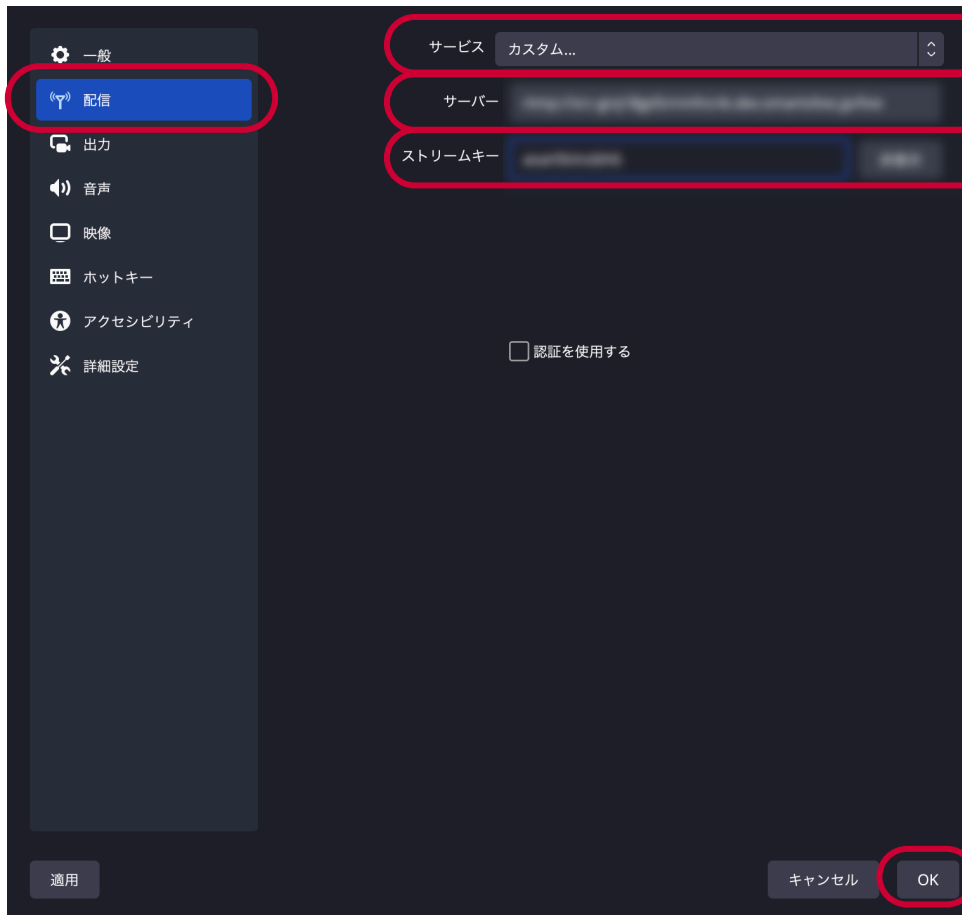 一般
配信
出力
音声
映像
ホットキー
アクセシビリティ
詳細設定
サービス カスタム...
サーバー
ストリームキー
認証を使用する
適用 キャンセル OK